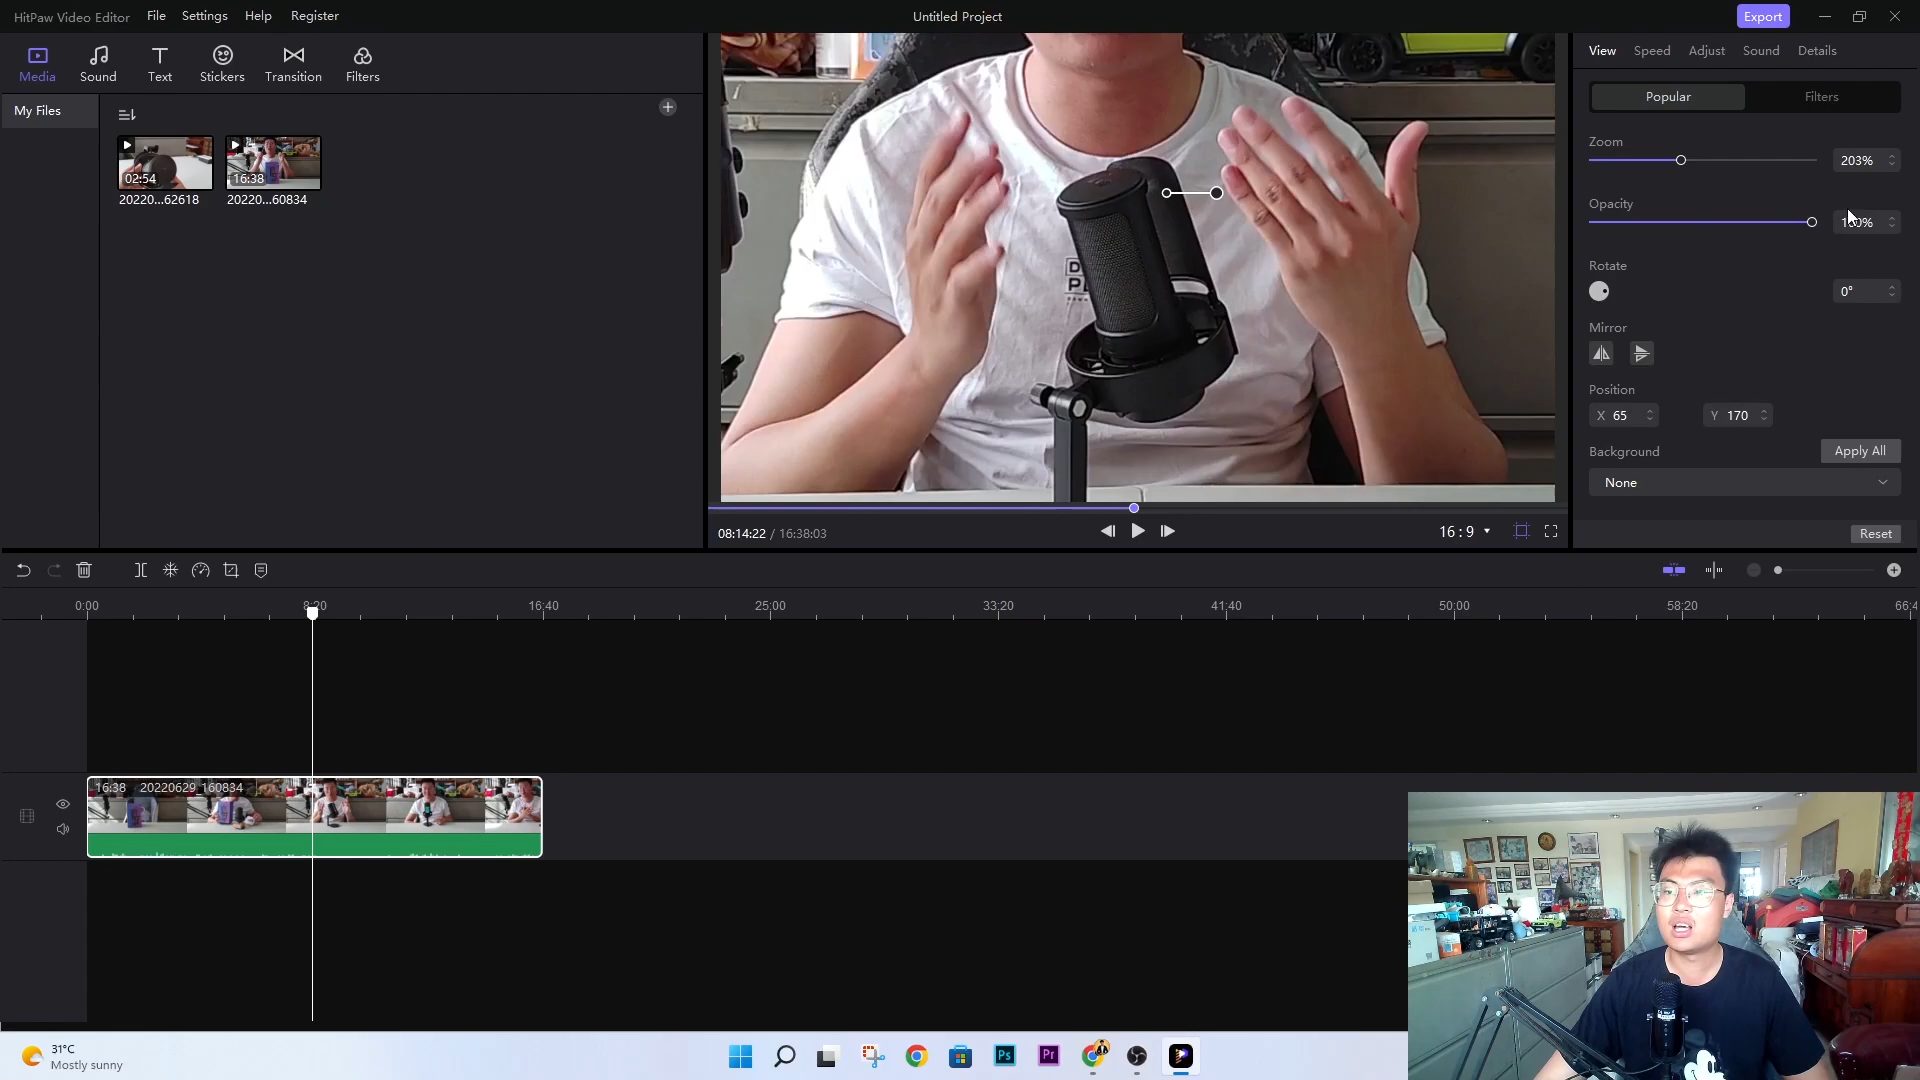 HitPaw Video Editor File Settings Help Register Untitled Project Export
Media Sound Text Stickers Transition Filters
My Files
02:54
20220...62618
16:38
20220...60834
08:14:22 / 16:38:03
16 : 9
View Speed Adjust Sound Details
Popular Filters
Zoom
203%
Opacity
Rotate
0°
Mirror
Position
X 65 Y 170
Background Apply All
None
Reset
0:00 8:20 16:40 25:00 33:20 41:40 50:00 58:20 66:4
16:38 20220629_160834
31°C
Mostly sunny
Ps
Pr